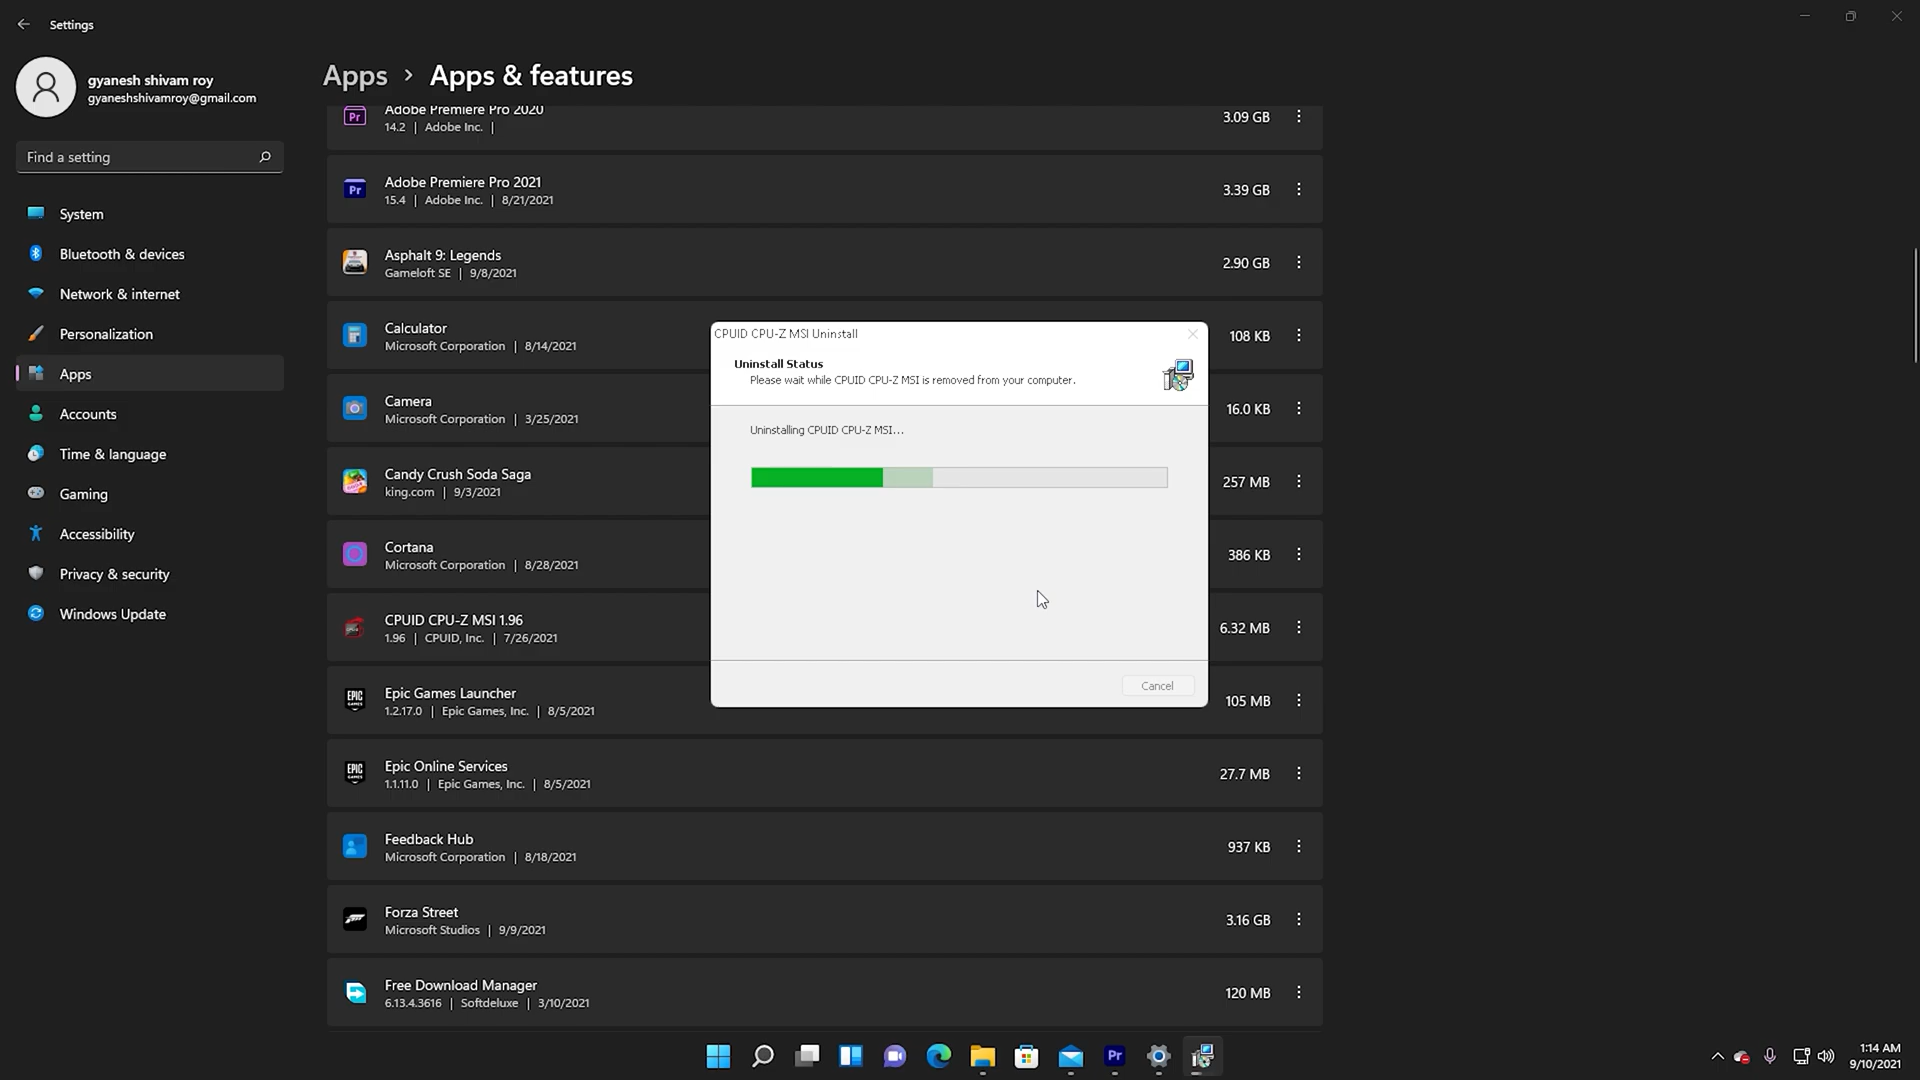 Settings
gyanesh shivam roy
gyaneshshivamroy@gmail.com
Find a setting
System
Bluetooth & devices
Network & internet
Personalization
Apps
Accounts
Time & language
Gaming
Accessibility
Privacy & security
Windows Update
Apps > Apps & features
Adobe Premiere Pro 2020
14.2 | Adobe Inc. |
3.09 GB
Adobe Premiere Pro 2021
15.4 | Adobe Inc. | 8/21/2021
3.39 GB
Asphalt 9: Legends
Gameloft SE | 9/8/2021
2.90 GB
Calculator
Microsoft Corporation | 8/14/2021
108 KB
Camera
Microsoft Corporation | 3/25/2021
16.0 KB
Candy Crush Soda Saga
king.com | 9/3/2021
257 MB
Cortana
Microsoft Corporation | 8/28/2021
386 KB
CPUID CPU-Z MSI 1.96
1.96 | CPUID, Inc. | 7/26/2021
6.32 MB
Epic Games Launcher
1.2.17.0 | Epic Games, Inc. | 8/5/2021
105 MB
Epic Online Services
1.1.11.0 | Epic Games, Inc. | 8/5/2021
27.7 MB
Feedback Hub
Microsoft Corporation | 8/18/2021
937 KB
Forza Street
Microsoft Studios | 9/9/2021
3.16 GB
Free Download Manager
6.13.4.3616 | Softdeluxe | 3/10/2021
120 MB
CPUID CPU-Z MSI Uninstall
Uninstall Status
Please wait while CPUID CPU-Z MSI is removed from your computer.
Uninstalling CPUID CPU-Z MSI...
Cancel
Pr
Pr
EPIC
GAMES
EPIC
GAMES
Pr
1:14 AM
9/10/2021